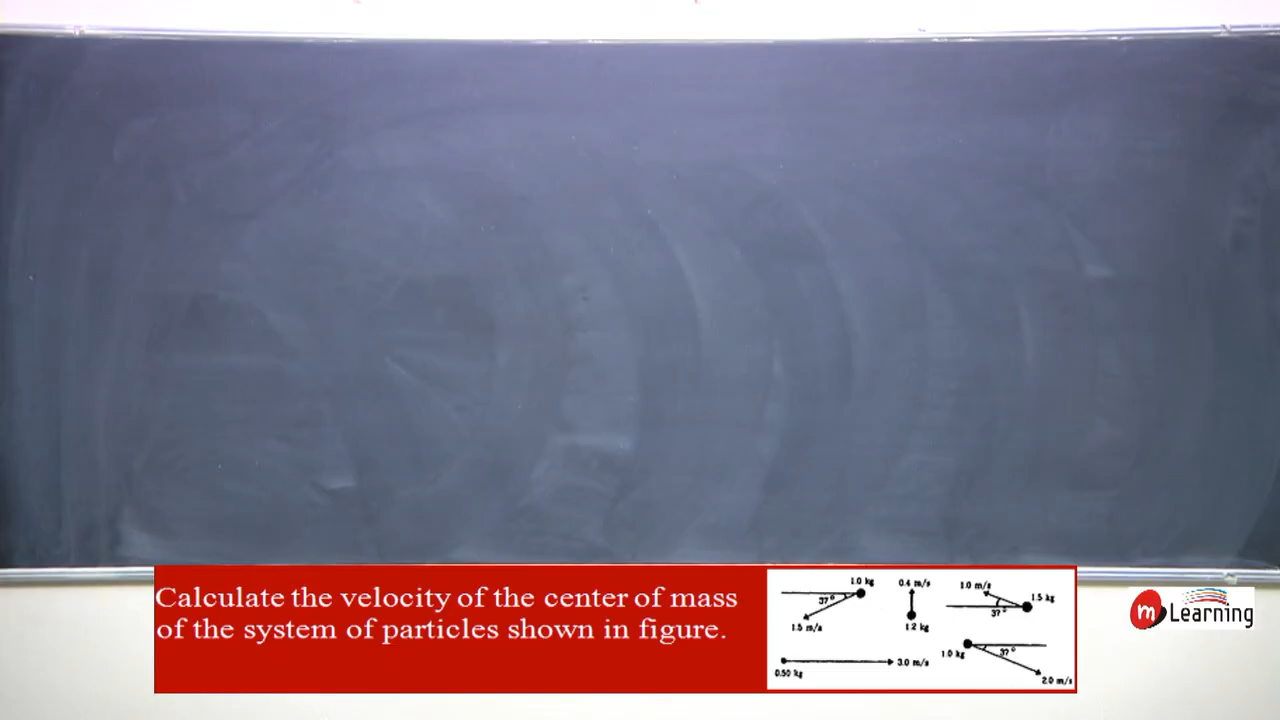 Calculate the velocity of the center of mass
of the system of particles shown in figure.
1.0 kg
37°
1.5 m/s
0.4 m/s
1.2 kg
1.0 m/s
1.5 kg
37°
0.50 kg
3.0 m/s
1.0 kg
37°
2.0 m/s
m Learning